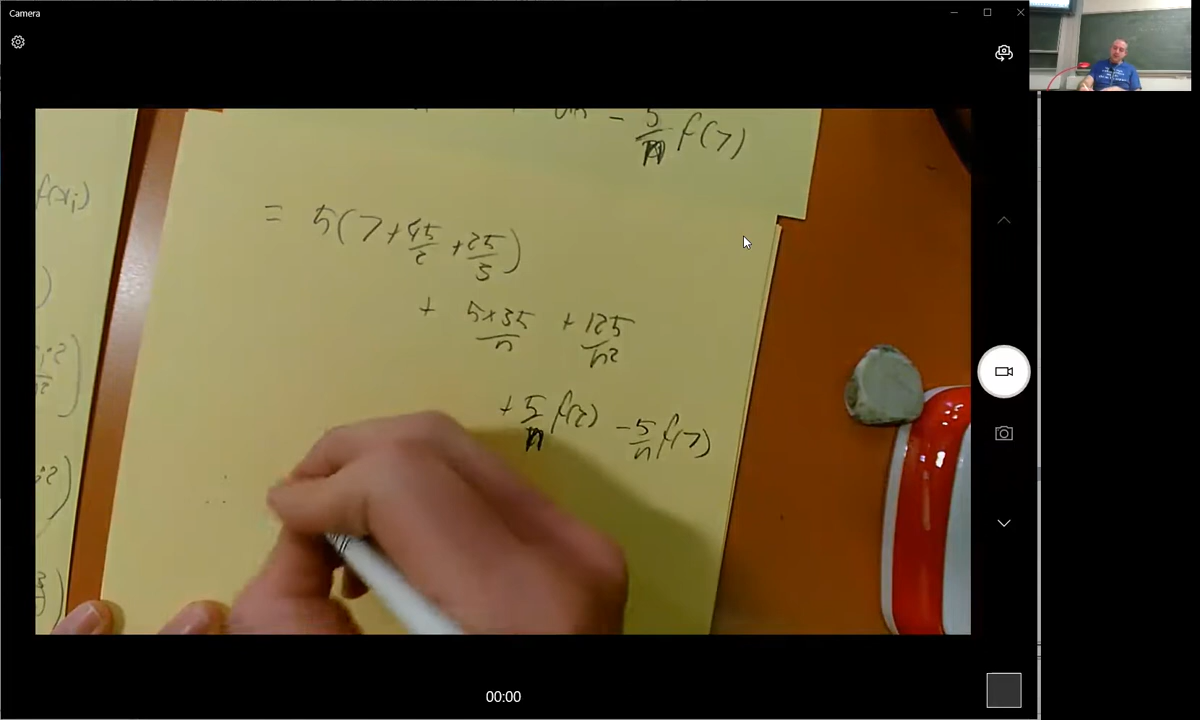 Camera
- 5/n f(7)
f(xi)
= 5(7 + 45/2 + 25/3)
+ 5×35/n + 125/n²
+ 5/n f(2) - 5/n f(7)
∴
00:00